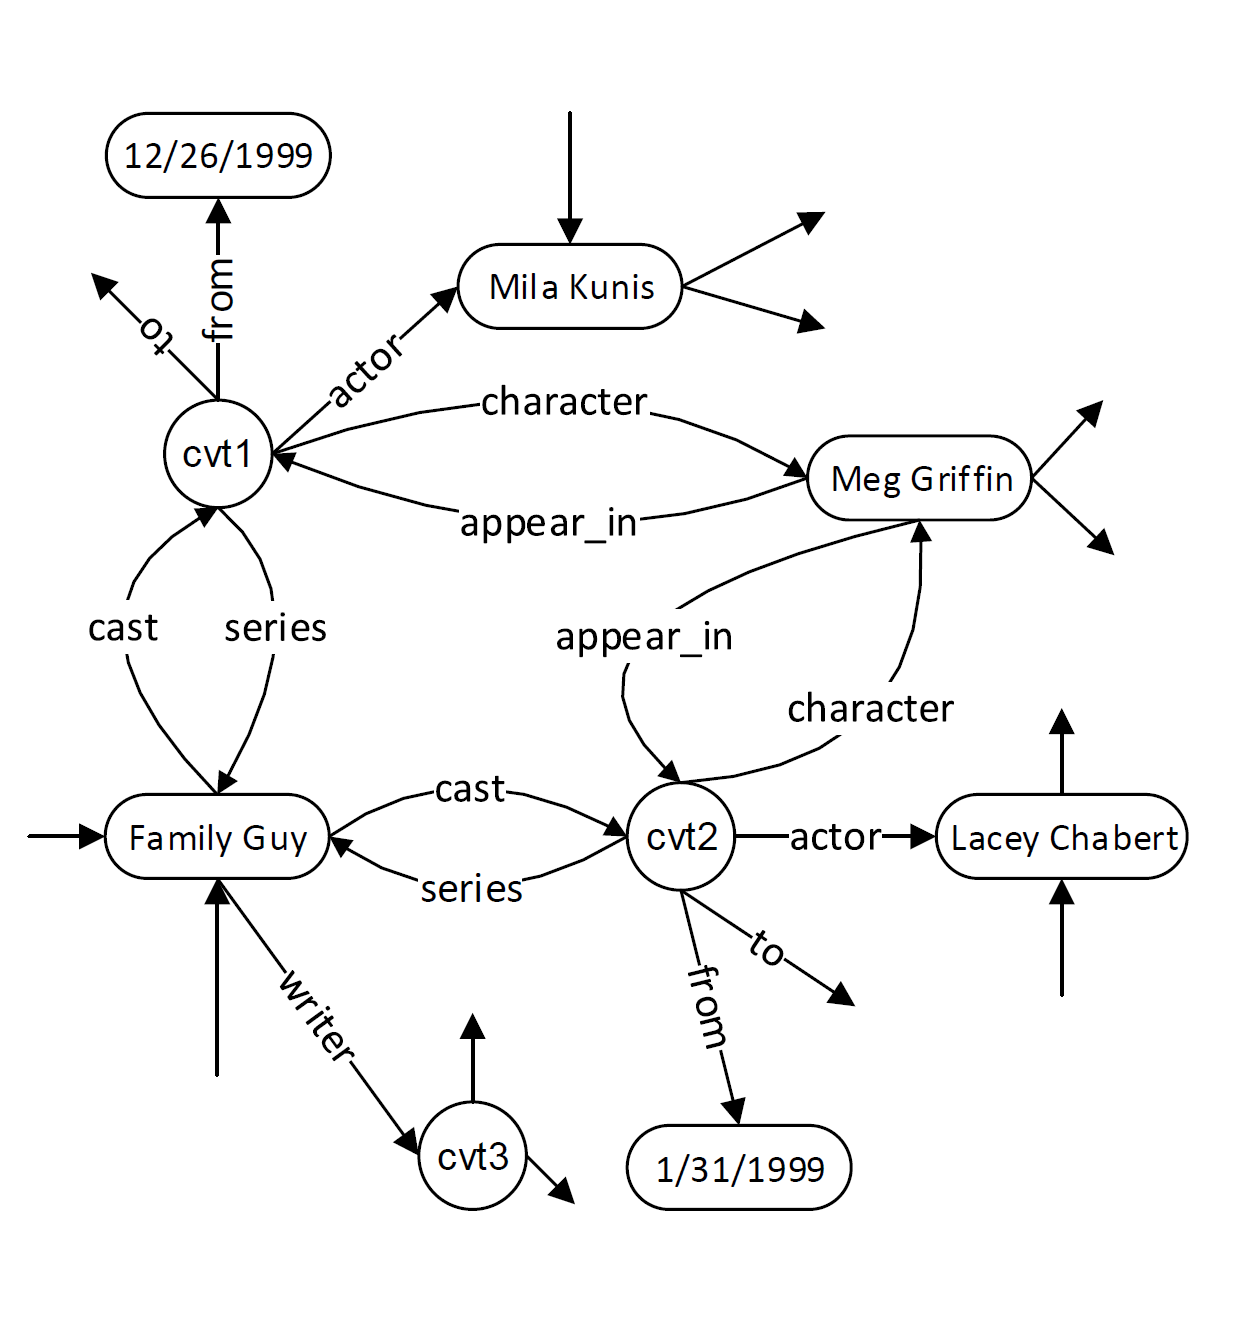 12/26/1999
from
to
Mila Kunis
actor
character
cvt1
Meg Griffin
appear_in
cast
series
appear_in
character
cast
Family Guy
cvt2
actor
Lacey Chabert
series
to
from
writer
cvt3
1/31/1999